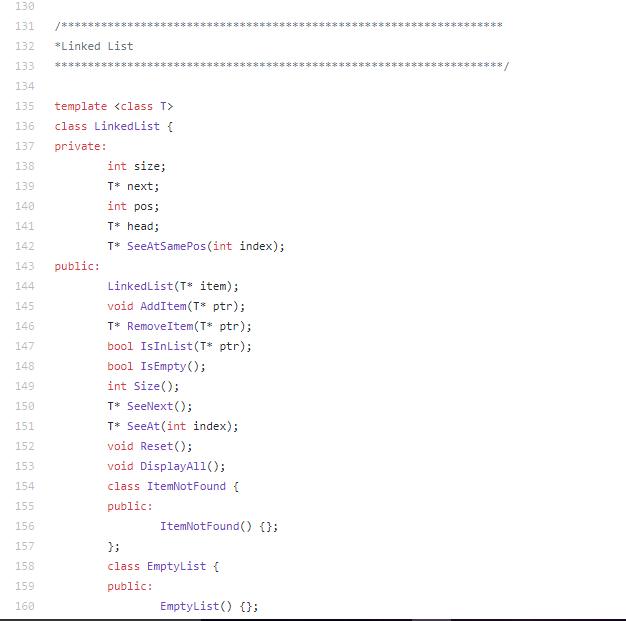 130
131 /*******************************************************************
132 *Linked List
133 ********************************************************************/
134
135 template <class T>
136 class LinkedList {
137 private:
138 int size;
139 T* next;
140 int pos;
141 T* head;
142 T* SeeAtSamePos(int index);
143 public:
144 LinkedList(T* item);
145 void AddItem(T* ptr);
146 T* RemoveItem(T* ptr);
147 bool IsInList(T* ptr);
148 bool IsEmpty();
149 int Size();
150 T* SeeNext();
151 T* SeeAt(int index);
152 void Reset();
153 void DisplayAll();
154 class ItemNotFound {
155 public:
156 ItemNotFound() {};
157 };
158 class EmptyList {
159 public:
160 EmptyList() {};